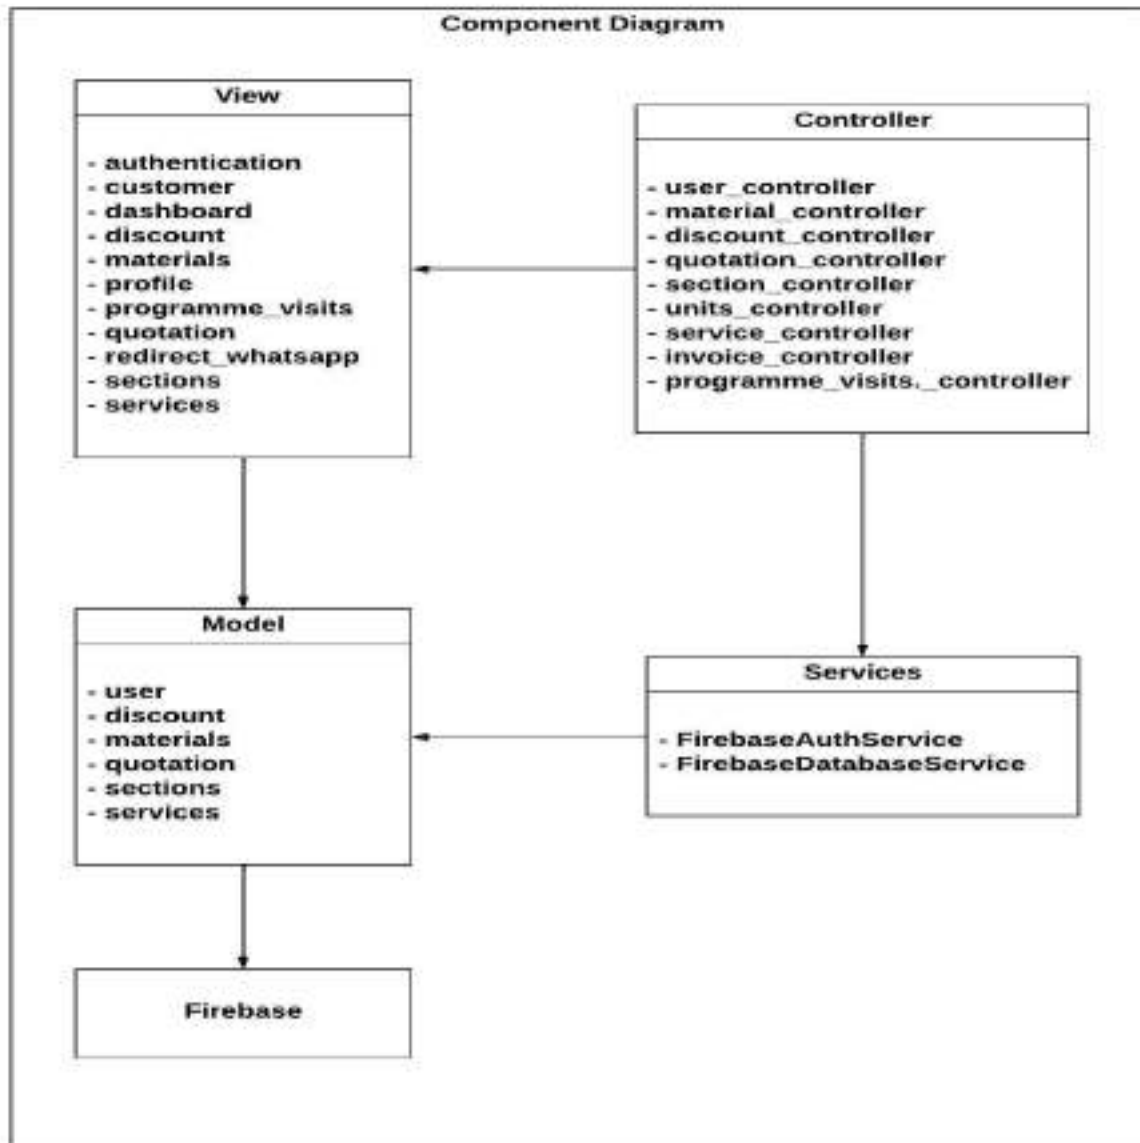 Component Diagram
View
- authentication
- customer
- dashboard
- discount
- materials
- profile
- programme_visits
- quotation
- redirect_whatsapp
- sections
- services
Controller
- user_controller
- material_controller
- discount_controller
- quotation_controller
- section_controller
- units_controller
- service_controller
- invoice_controller
- programme_visits._controller
Model
- user
- discount
- materials
- quotation
- sections
- services
Services
- FirebaseAuthService
- FirebaseDatabaseService
Firebase